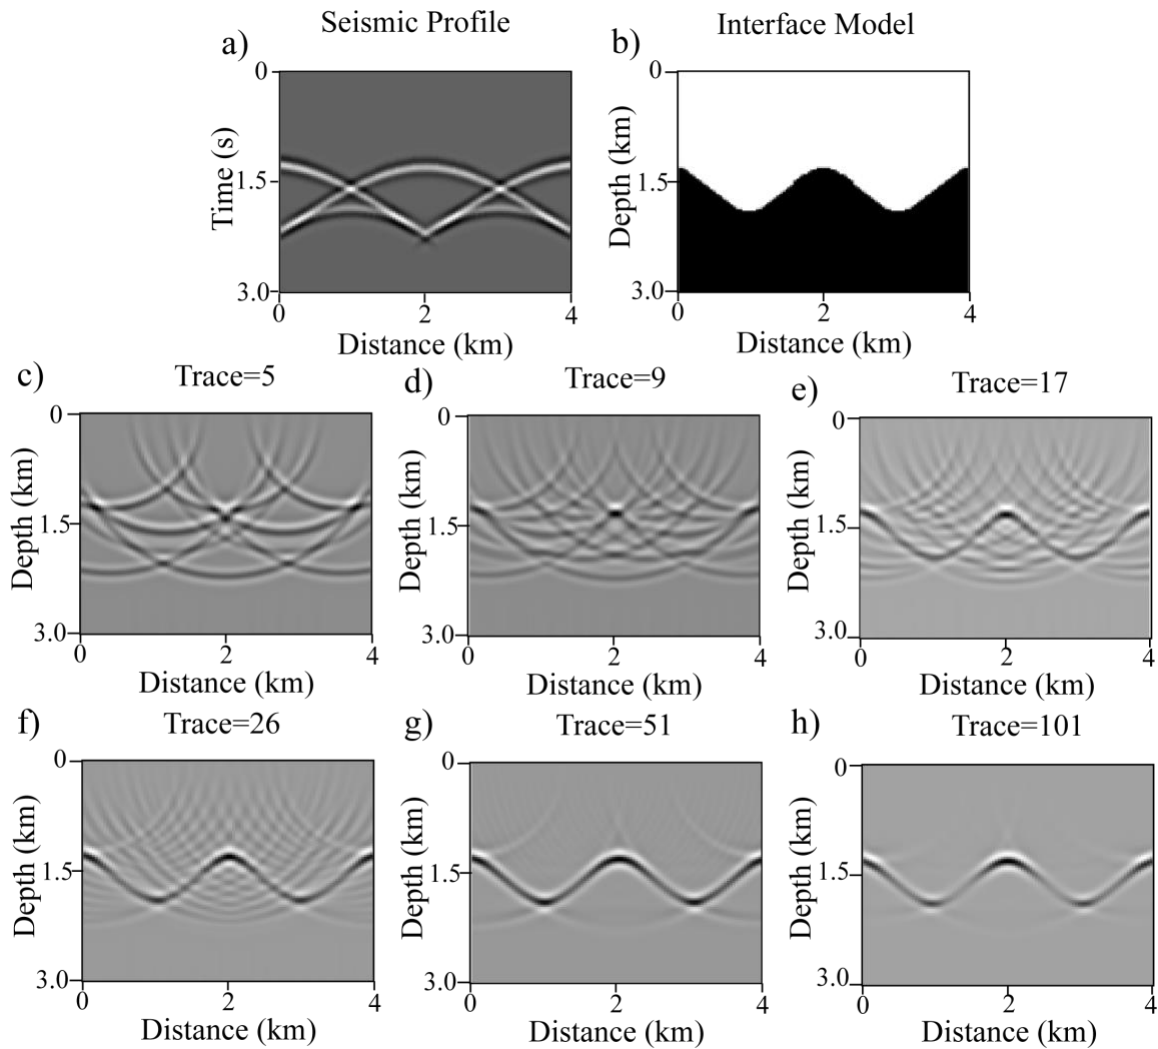 Seismic Profile
Interface Model
a)
b)
0
1.5
3.0
Time (s)
0
2
4
Distance (km)
0
1.5
3.0
Depth (km)
0
2
4
Distance (km)
c)
Trace=5
d)
Trace=9
e)
Trace=17
0
1.5
3.0
Depth (km)
0
2
4
Distance (km)
0
1.5
3.0
Depth (km)
0
2
4
Distance (km)
0
1.5
3.0
Depth (km)
0
2
4
Distance (km)
f)
Trace=26
g)
Trace=51
h)
Trace=101
0
1.5
3.0
Depth (km)
0
2
4
Distance (km)
0
1.5
3.0
Depth (km)
0
2
4
Distance (km)
0
1.5
3.0
Depth (km)
0
2
4
Distance (km)